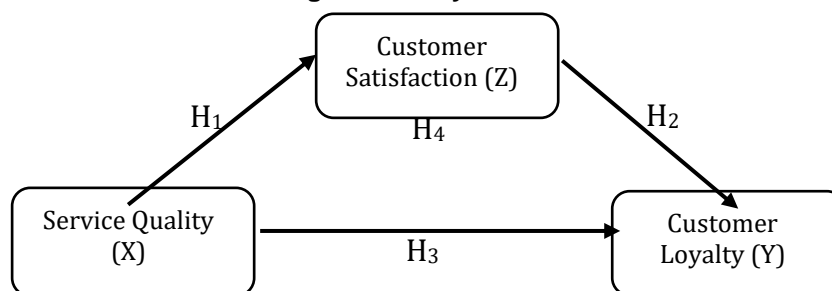 Customer
Satisfaction (Z)
H₁
H₄
H₂
Service Quality
(X)
H₃
Customer
Loyalty (Y)